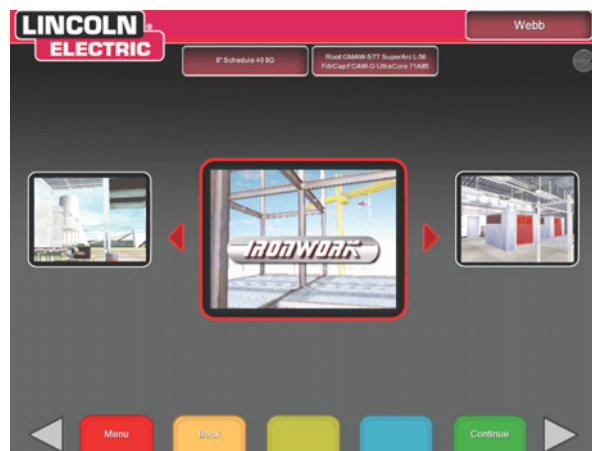 LINCOLN
ELECTRIC
Webb
6" Schedule 40 6G
Root:GMAW-STT SuperArc L-56
Fill/Cap:FCAW-G UltraCore 71A85
IRONWORK
Menu
Back
Continue